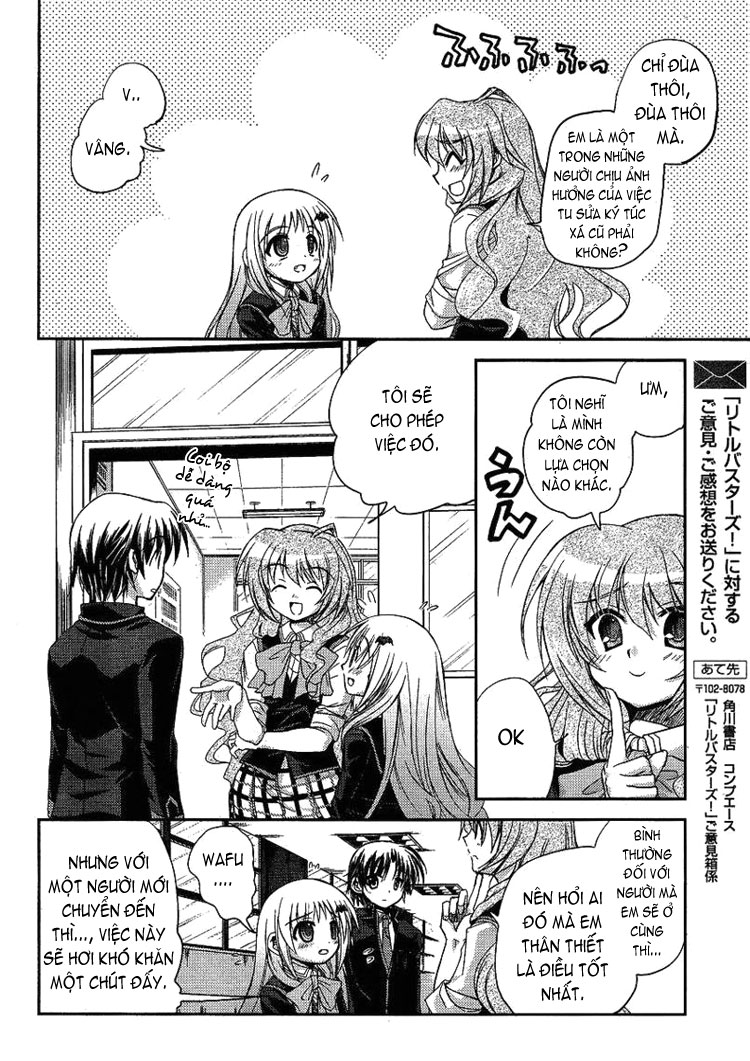 CHỈ ĐÙA
THÔI,
ĐÙA THÔI
MÀ.
EM LÀ MỘT
TRONG NHỮNG
NGƯỜI CHỊU ẢNH
HƯỞNG CỦA VIỆC
TU SỬA KÝ TÚC
XÁ CŨ PHẢI
KHÔNG?
ふふふふっ
V..
VÂNG.
ƯM,
TÔI NGHĨ
LÀ MÌNH
KHÔNG CÒN
LỰA CHỌN
NÀO KHÁC.
うん
OK
TÔI SẼ
CHO PHÉP
VIỆC ĐÓ.
Coi bộ
dễ dàng
quá
nhỉ...
BÌNH
THƯỜNG
ĐỐI VỚI
NGƯỜI MÀ
EM SẼ Ở
CÙNG
THÌ...
NÊN HỎI AI
ĐÓ MÀ EM
THÂN THIẾT
LÀ ĐIỀU TỐT
NHẤT.
WAFU
....
NHƯNG VỚI
MỘT NGƯỜI MỚI
CHUYỂN ĐẾN
THÌ..., VIỆC NÀY
SẼ HƠI KHÓ KHĂN
MỘT CHÚT ĐẤY.
「リトルバスターズ!」に対する
ご意見・ご感想をお送りください。
あて先
〒102-8078
角川書店 コンプエース
「リトルバスターズ!」ご意見箱係